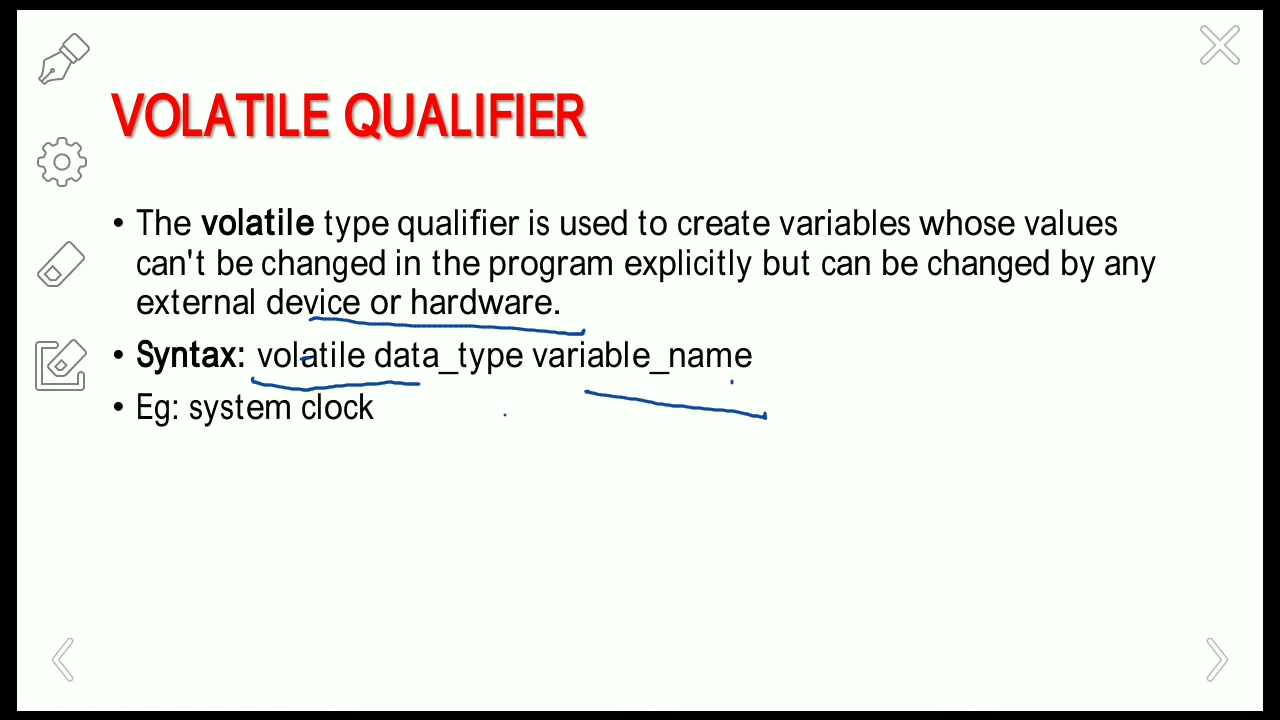 VOLATILE QUALIFIER
• The volatile type qualifier is used to create variables whose values
can't be changed in the program explicitly but can be changed by any
external device or hardware.
• Syntax: volatile data_type variable_name
• Eg: system clock